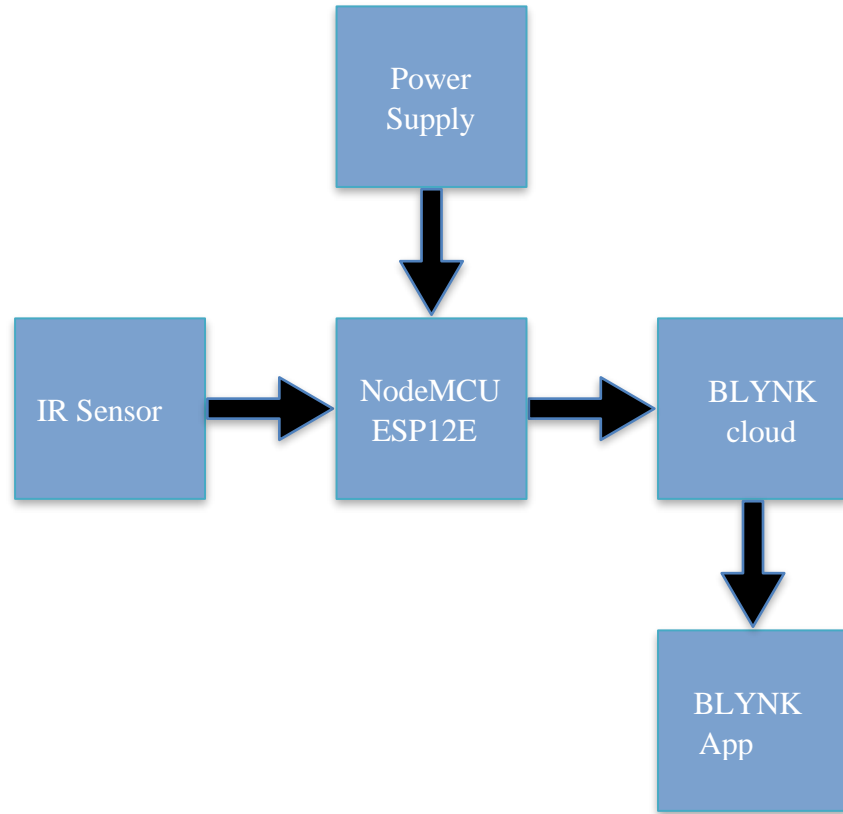 Power
Supply
IR Sensor
NodeMCU
ESP12E
BLYNK
cloud
BLYNK
App